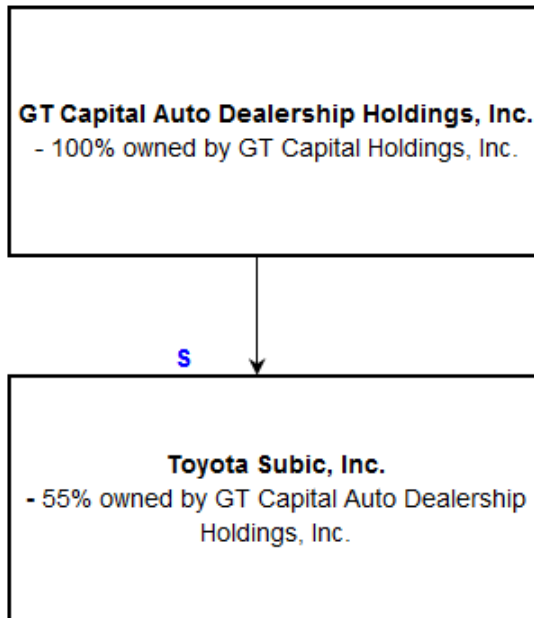 GT Capital Auto Dealership Holdings, Inc.
- 100% owned by GT Capital Holdings, Inc.
S
Toyota Subic, Inc.
- 55% owned by GT Capital Auto Dealership
Holdings, Inc.